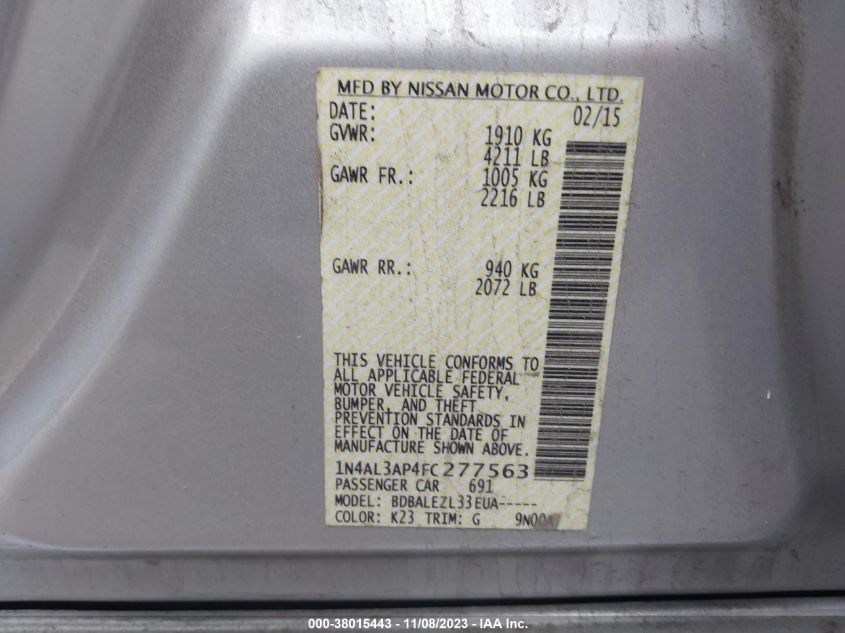 MFD BY NISSAN MOTOR CO., LTD.
DATE: 02/15
GVWR: 1910 KG
4211 LB
GAWR FR.: 1005 KG
2216 LB
GAWR RR.: 940 KG
2072 LB
THIS VEHICLE CONFORMS TO
ALL APPLICABLE FEDERAL
MOTOR VEHICLE SAFETY,
BUMPER, AND THEFT
PREVENTION STANDARDS IN
EFFECT ON THE DATE OF
MANUFACTURE SHOWN ABOVE.
1N4AL3AP4FC277563
PASSENGER CAR 691
MODEL: BDBALEZL33EUA-----
COLOR: K23 TRIM: G 9N00A
000-38015443 - 11/08/2023 - IAA Inc.